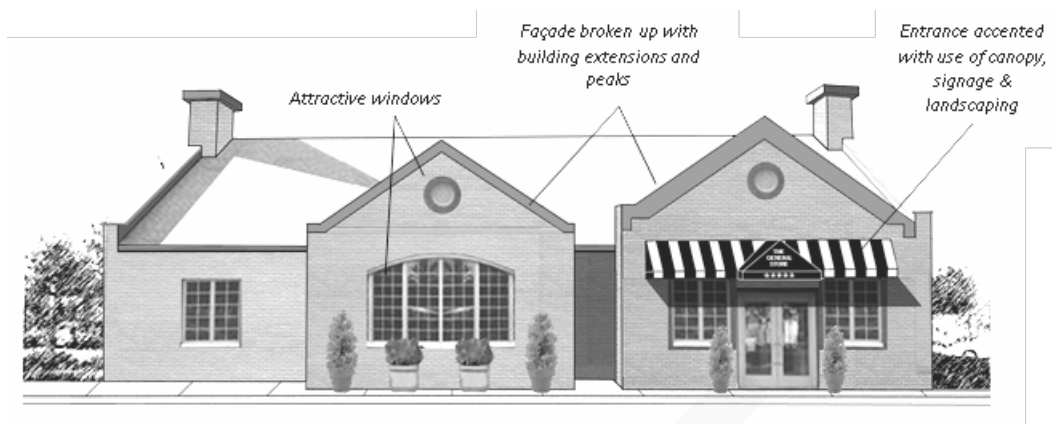 Façade broken up with
building extensions and
peaks
Entrance accented
with use of canopy,
signage &
landscaping
Attractive windows
THE
GENERAL
STORE